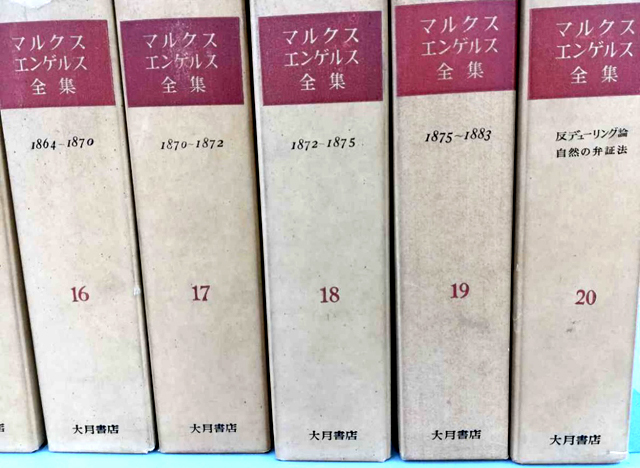 マルクス
エンゲルス
全集
1864~1870
16
大月書店
マルクス
エンゲルス
全集
1870~1872
17
大月書店
マルクス
エンゲルス
全集
1872~1875
18
大月書店
マルクス
エンゲルス
全集
1875~1883
19
大月書店
マルクス
エンゲルス
全集
反デューリング論
自然の弁証法
20
大月書店